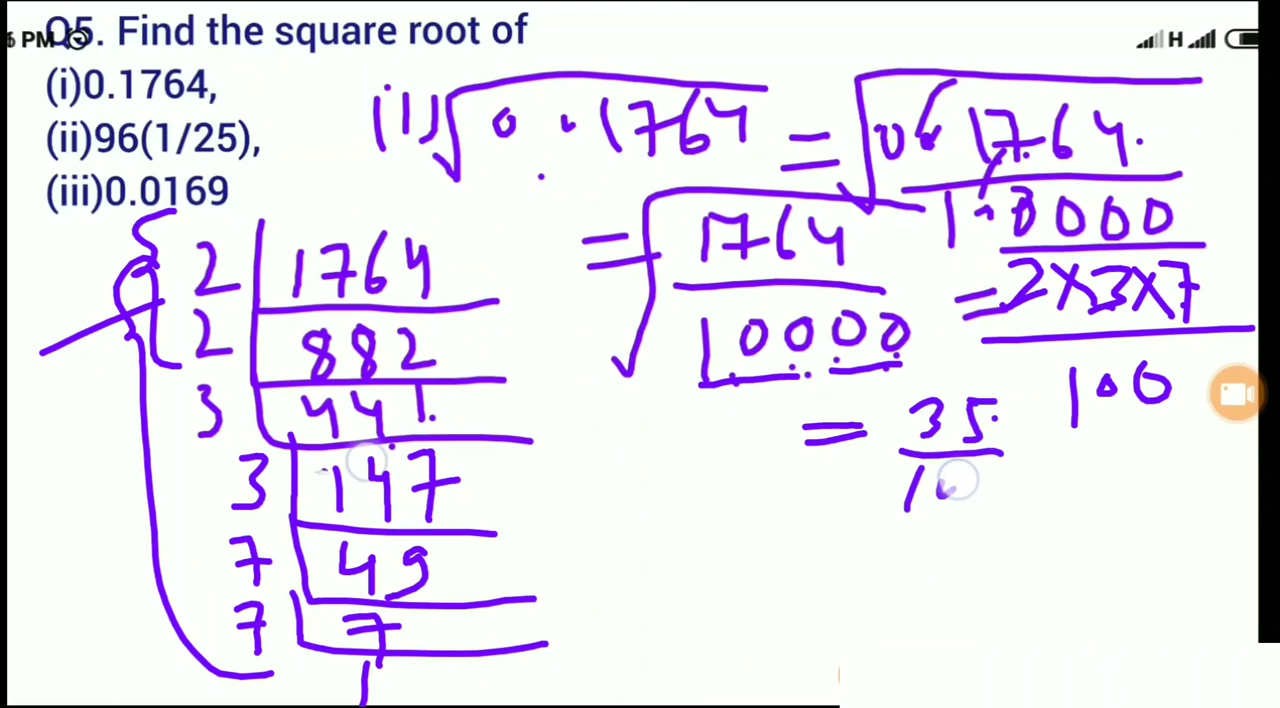 6 PM Q5. Find the square root of
H
(i)0.1764,
(ii)96(1/25),
(iii)0.0169
(i) √0.1764 = √0.1764
1.0000
= √1764
10000
= 2×3×7
100
= 35
10
2 | 1764
2 | 882
3 | 441
3 | 147
7 | 49
7 | 7
1